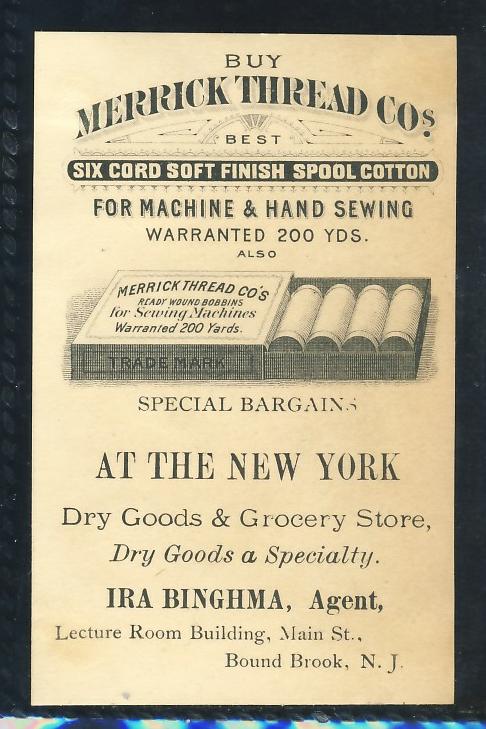 BUY
MERRICK THREAD CO'S
BEST
SIX CORD SOFT FINISH SPOOL COTTON
FOR MACHINE & HAND SEWING
WARRANTED 200 YDS.
ALSO
MERRICK THREAD CO'S
READY WOUND BOBBINS
for Sewing Machines
Warranted 200 Yards.
TRADE MARK
SPECIAL BARGAINS
AT THE NEW YORK
Dry Goods & Grocery Store,
Dry Goods a Specialty.
IRA BINGHMA, Agent,
Lecture Room Building, Main St.,
Bound Brook, N. J.